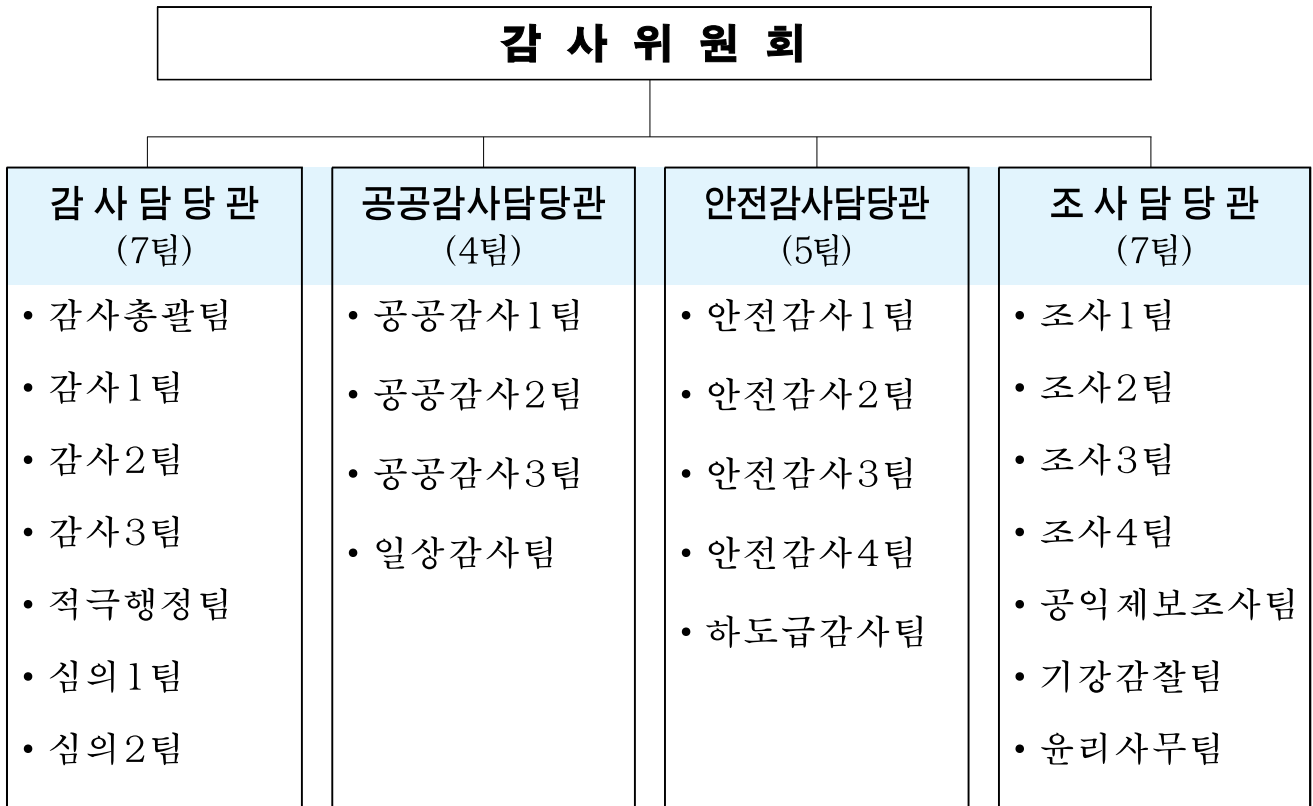 감 사 위 원 회
감 사 담 당 관
(7팀)
• 감사총괄팀
• 감사1팀
• 감사2팀
• 감사3팀
• 적극행정팀
• 심의1팀
• 심의2팀
공공감사담당관
(4팀)
• 공공감사1팀
• 공공감사2팀
• 공공감사3팀
• 일상감사팀
안전감사담당관
(5팀)
• 안전감사1팀
• 안전감사2팀
• 안전감사3팀
• 안전감사4팀
• 하도급감사팀
조 사 담 당 관
(7팀)
• 조사1팀
• 조사2팀
• 조사3팀
• 조사4팀
• 공익제보조사팀
• 기강감찰팀
• 윤리사무팀